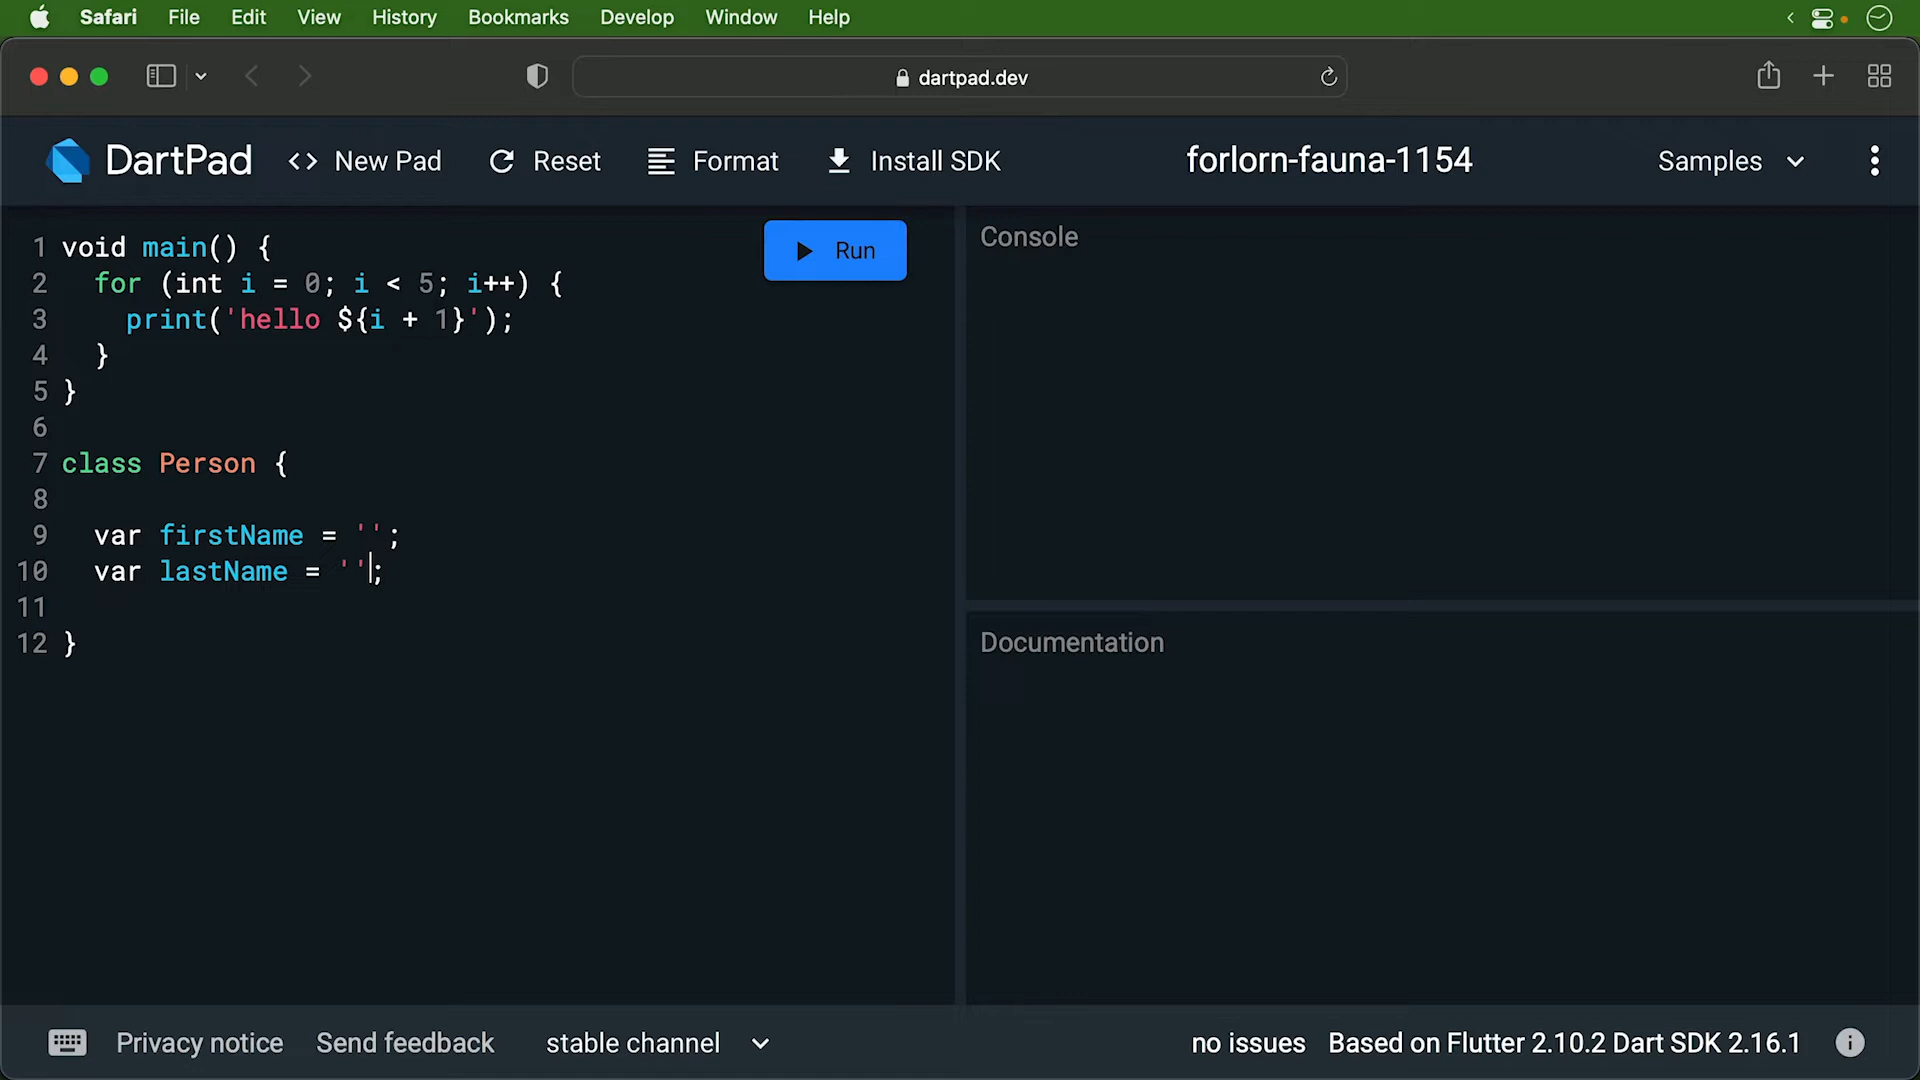 Safari File Edit View History Bookmarks Develop Window Help
dartpad.dev
DartPad <> New Pad Reset Format Install SDK forlorn-fauna-1154 Samples
1 void main() {
2   for (int i = 0; i < 5; i++) {
3     print('hello ${i + 1}');
4   }
5 }
6
7 class Person {
8
9   var firstName = '';
10   var lastName = '';
11
12 }
Run
Console
Documentation
Privacy notice Send feedback stable channel no issues Based on Flutter 2.10.2 Dart SDK 2.16.1